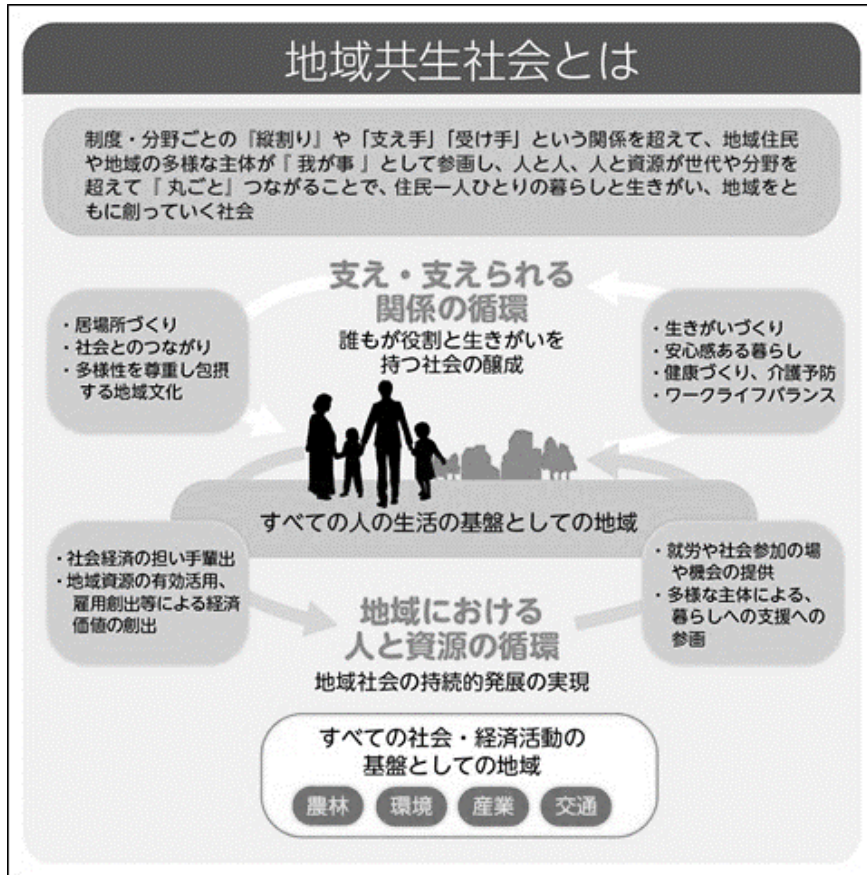 地域共生社会とは
制度・分野ごとの『縦割り』や「支え手」「受け手」という関係を超えて、地域住民
や地域の多様な主体が『 我が事 』として参画し、人と人、人と資源が世代や分野を
超えて『 丸ごと』つながることで、住民一人ひとりの暮らしと生きがい、地域をと
もに創っていく社会
支え・支えられる
関係の循環
誰もが役割と生きがいを
持つ社会の醸成
・居場所づくり
・社会とのつながり
・多様性を尊重し包摂
する地域文化
・生きがいづくり
・安心感ある暮らし
・健康づくり、介護予防
・ワークライフバランス
すべての人の生活の基盤としての地域
・社会経済の担い手輩出
・地域資源の有効活用、
雇用創出等による経済
価値の創出
・就労や社会参加の場
や機会の提供
・多様な主体による、
暮らしへの支援への
参画
地域における
人と資源の循環
地域社会の持続的発展の実現
すべての社会・経済活動の
基盤としての地域
農林 環境 産業 交通